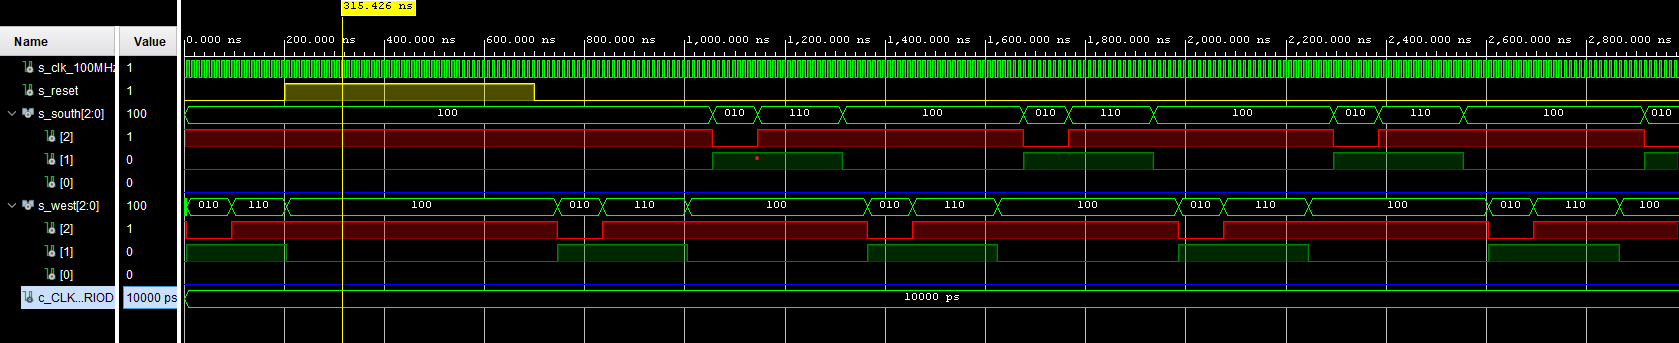 315.426 ns
Name Value
0.000 ns 200.000 ns 400.000 ns 600.000 ns 800.000 ns 1,000.000 ns 1,200.000 ns 1,400.000 ns 1,600.000 ns 1,800.000 ns 2,000.000 ns 2,200.000 ns 2,400.000 ns 2,600.000 ns 2,800.000 ns
s_clk_100MHz 1
s_reset 1
s_south[2:0] 100 100 010 110 100 010 110 100 010 110 100 010
[2] 1
[1] 0
[0] 0
s_west[2:0] 100 010 110 100 010 110 100 010 110 100 010 110 100 010 110 100
[2] 1
[1] 0
[0] 0
c_CLK...RIOD 10000 ps 10000 ps